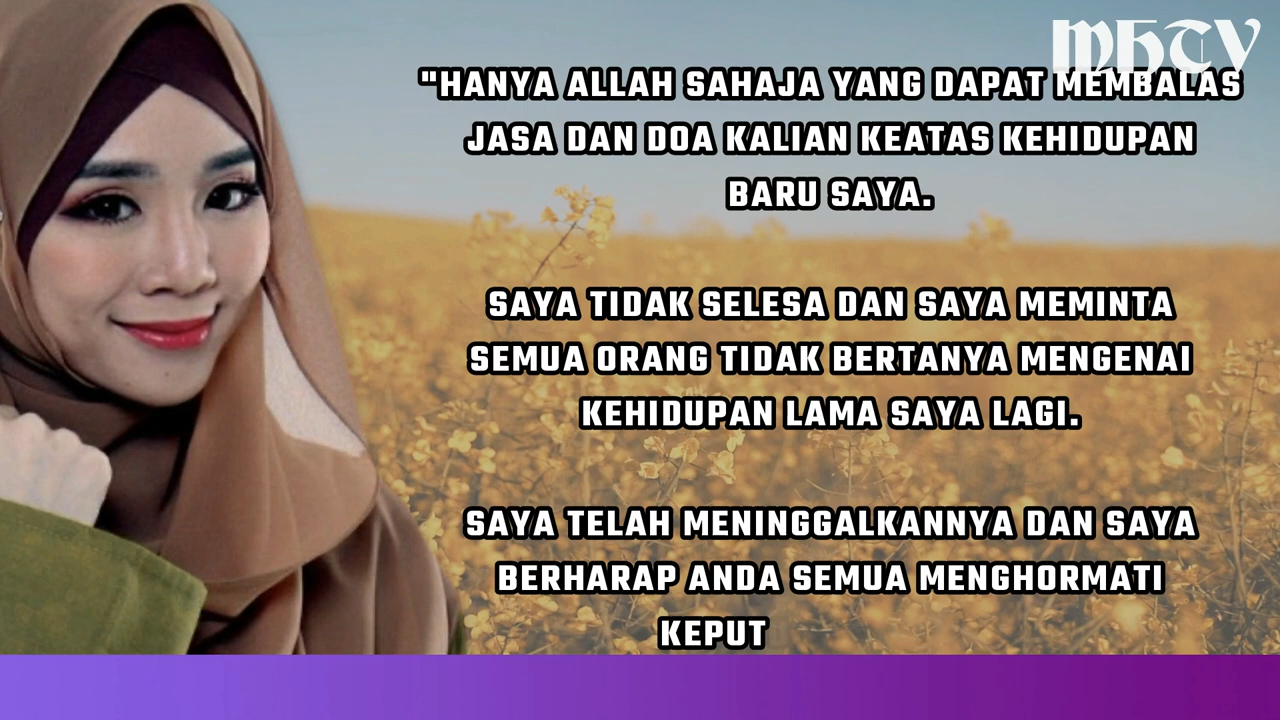 MHTV
"HANYA ALLAH SAHAJA YANG DAPAT MEMBALAS
JASA DAN DOA KALIAN KEATAS KEHIDUPAN
BARU SAYA.
SAYA TIDAK SELESA DAN SAYA MEMINTA
SEMUA ORANG TIDAK BERTANYA MENGENAI
KEHIDUPAN LAMA SAYA LAGI.
SAYA TELAH MENINGGALKANNYA DAN SAYA
BERHARAP ANDA SEMUA MENGHORMATI
KEPUT